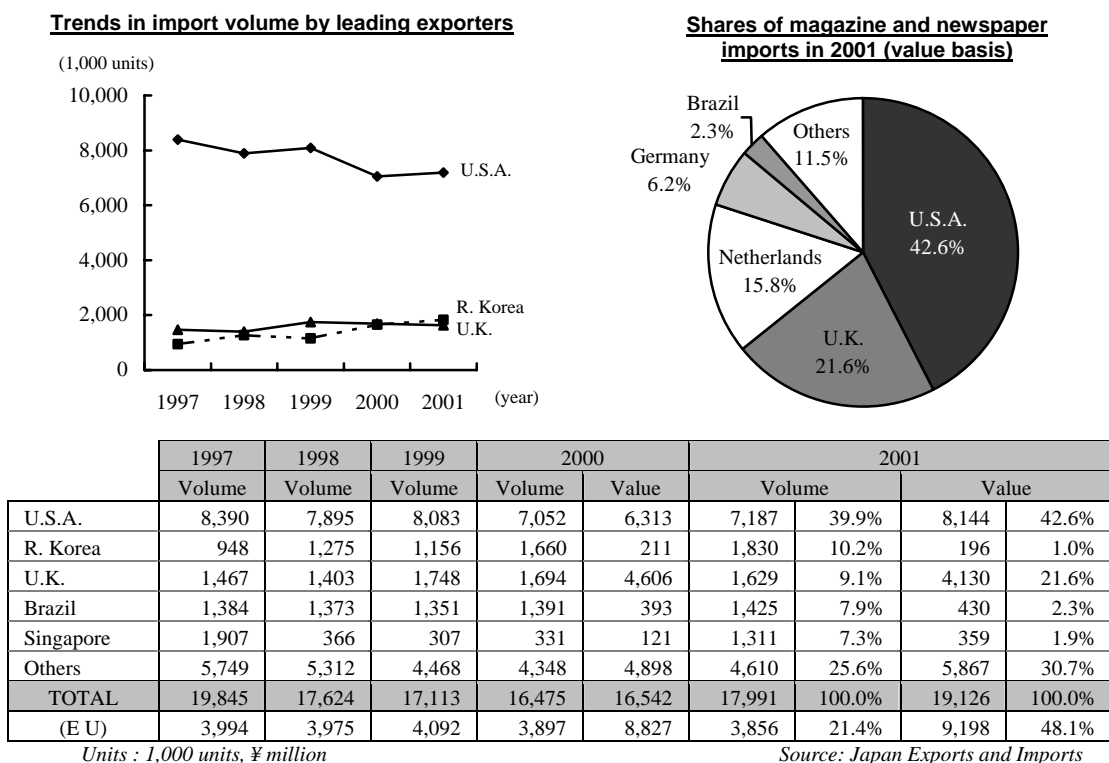 Trends in import volume by leading exporters
(1,000 units)
10,000
8,000
6,000
4,000
2,000
0
U.S.A.
R. Korea
U.K.
1997 1998 1999 2000 2001 (year)
Shares of magazine and newspaper
imports in 2001 (value basis)
Brazil
2.3%
Others
11.5%
Germany
6.2%
U.S.A.
42.6%
Netherlands
15.8%
U.K.
21.6%
1997 1998 1999 2000 2001
Volume Volume Volume Volume Value Volume Value
U.S.A. 8,390 7,895 8,083 7,052 6,313 7,187 39.9% 8,144 42.6%
R. Korea 948 1,275 1,156 1,660 211 1,830 10.2% 196 1.0%
U.K. 1,467 1,403 1,748 1,694 4,606 1,629 9.1% 4,130 21.6%
Brazil 1,384 1,373 1,351 1,391 393 1,425 7.9% 430 2.3%
Singapore 1,907 366 307 331 121 1,311 7.3% 359 1.9%
Others 5,749 5,312 4,468 4,348 4,898 4,610 25.6% 5,867 30.7%
TOTAL 19,845 17,624 17,113 16,475 16,542 17,991 100.0% 19,126 100.0%
(E U) 3,994 3,975 4,092 3,897 8,827 3,856 21.4% 9,198 48.1%
Units : 1,000 units, ¥ million
Source: Japan Exports and Imports